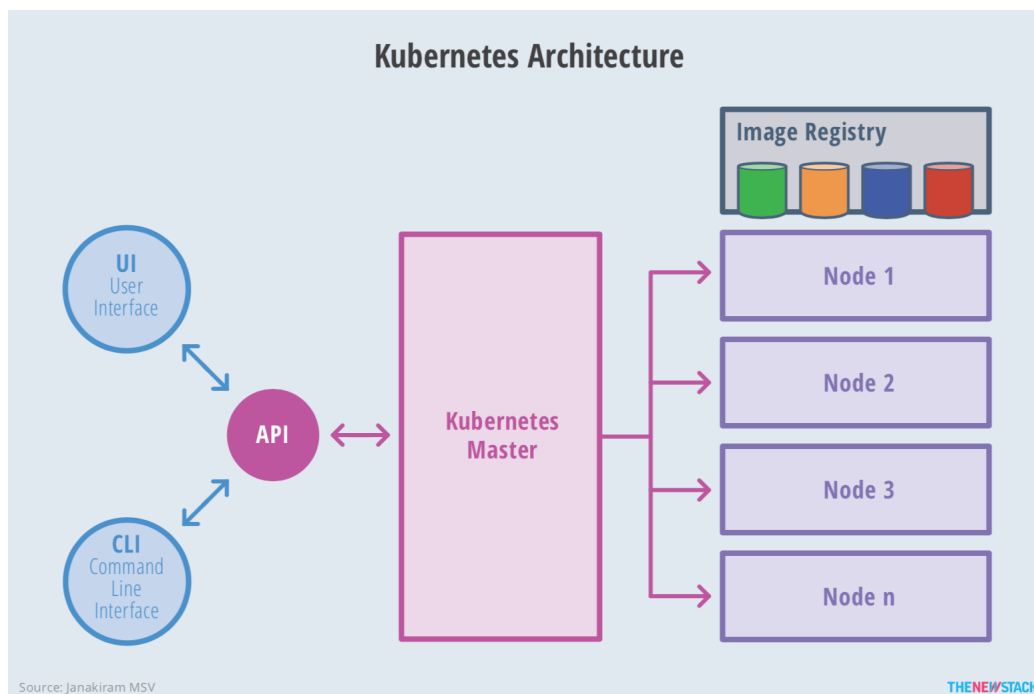 Kubernetes Architecture
Image Registry
UI
User
Interface
API
CLI
Command
Line
Interface
Kubernetes
Master
Node 1
Node 2
Node 3
Node n
Source: Janakiram MSV
THENEWSTACK